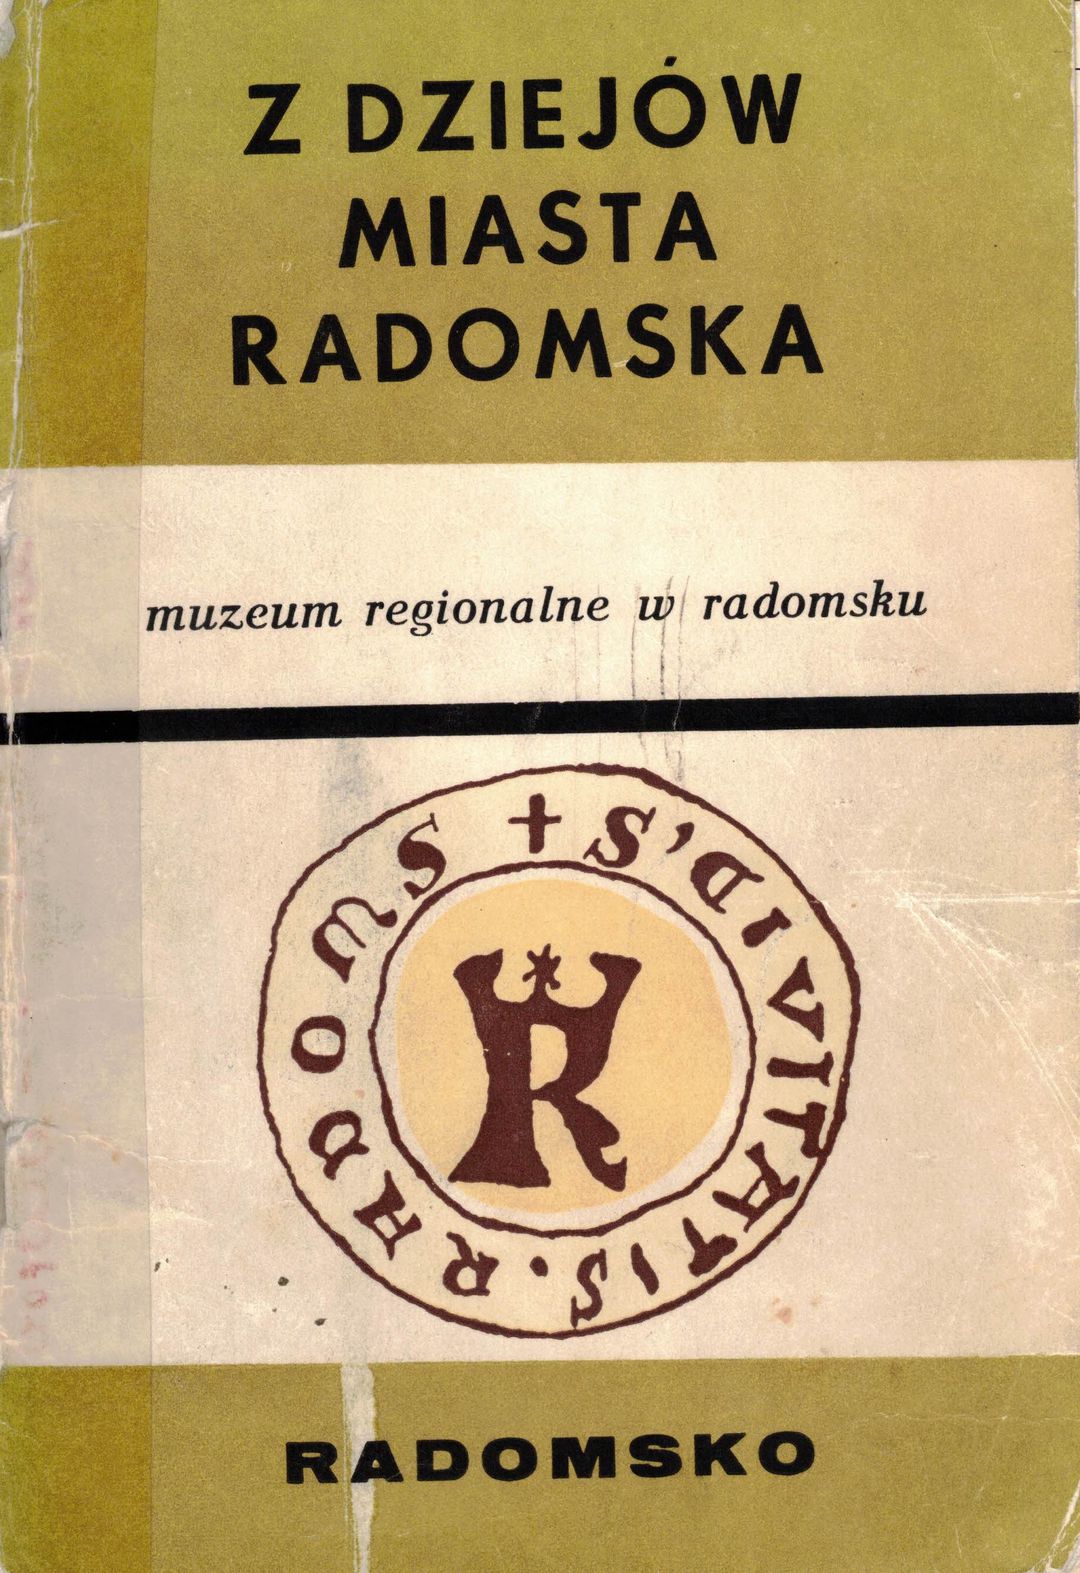 Z DZIEJÓW
MIASTA
RADOMSKA
muzeum regionalne w radomsku
+ S'CIVITATIS. RADOMS
R
RADOMSKO